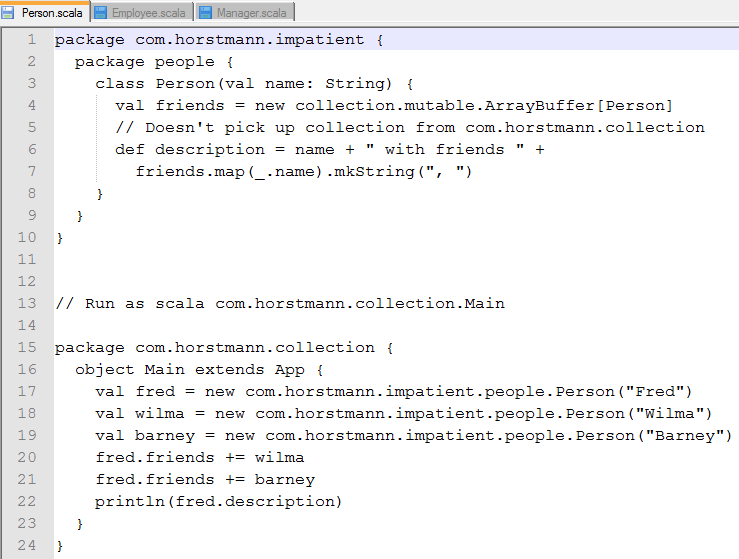 Person.scala Employee.scala Manager.scala
1 package com.horstmann.impatient {
2   package people {
3     class Person(val name: String) {
4       val friends = new collection.mutable.ArrayBuffer[Person]
5       // Doesn't pick up collection from com.horstmann.collection
6       def description = name + " with friends " +
7         friends.map(_.name).mkString(", ")
8     }
9   }
10 }
11
12
13 // Run as scala com.horstmann.collection.Main
14
15 package com.horstmann.collection {
16   object Main extends App {
17     val fred = new com.horstmann.impatient.people.Person("Fred")
18     val wilma = new com.horstmann.impatient.people.Person("Wilma")
19     val barney = new com.horstmann.impatient.people.Person("Barney")
20     fred.friends += wilma
21     fred.friends += barney
22     println(fred.description)
23   }
24 }